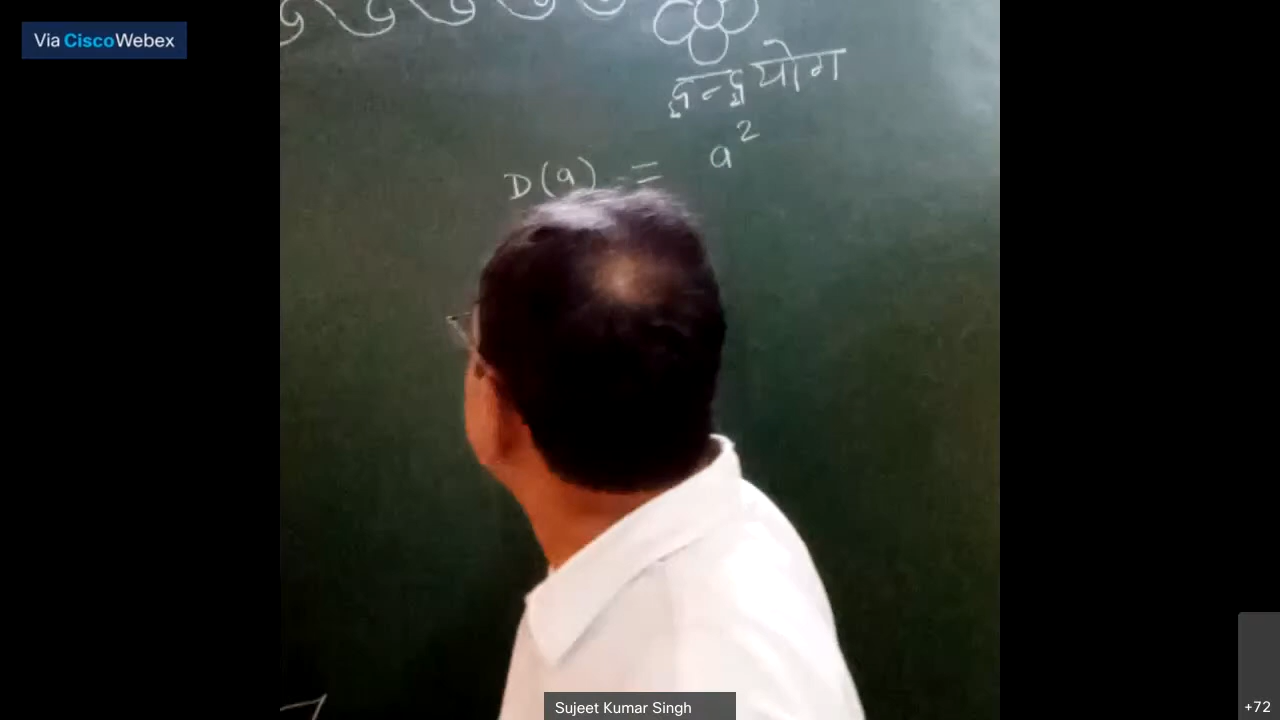 Via CiscoWebex
द्वन्द्वयोग
D(a) = a²
Sujeet Kumar Singh
+72